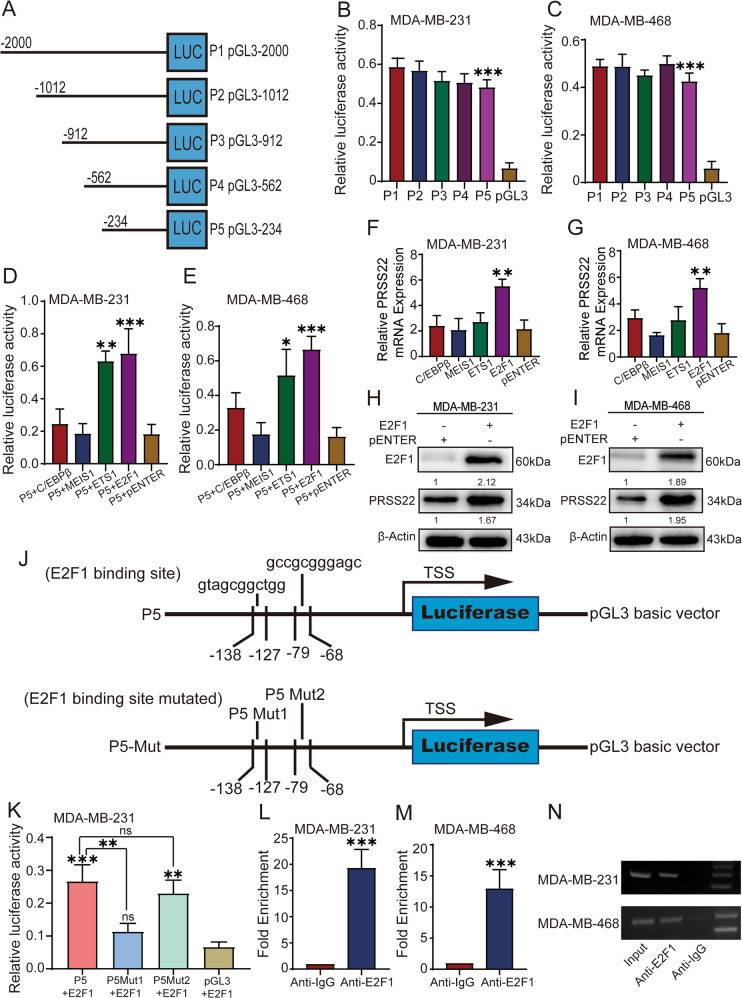 A
-2000
LUC
P1 pGL3-2000
-1012
LUC
P2 pGL3-1012
-912
LUC
P3 pGL3-912
-562
LUC
P4 pGL3-562
-234
LUC
P5 pGL3-234
B
MDA-MB-231
Relative luciferase activity
0.8
0.6
0.4
0.2
0.0
***
P1 P2 P3 P4 P5 pGL3
C
MDA-MB-468
Relative luciferase activity
0.6
0.4
0.2
0.0
***
P1 P2 P3 P4 P5 pGL3
D
MDA-MB-231
Relative luciferase activity
1.0
0.8
0.6
0.4
0.2
0.0
**
***
P5+C/EBPβ
P5+MEIS1
P5+ETS1
P5+E2F1
P5+pENTER
E
MDA-MB-468
Relative luciferase activity
0.8
0.6
0.4
0.2
0.0
*
***
P5+C/EBPβ
P5+MEIS1
P5+ETS1
P5+E2F1
P5+pENTER
F
MDA-MB-231
Relative PRSS22
mRNA Expression
8
6
4
2
0
**
C/EBPβ
MEIS1
ETS1
E2F1
pENTER
G
MDA-MB-468
Relative PRSS22
mRNA Expression
8
6
4
2
0
**
C/EBPβ
MEIS1
ETS1
E2F1
pENTER
H
MDA-MB-231
E2F1 - +
pENTER + -
E2F1 60kDa
1 2.12
PRSS22 34kDa
1 1.67
β-Actin 43kDa
I
MDA-MB-468
E2F1 - +
pENTER + -
E2F1 60kDa
1 1.89
PRSS22 34kDa
1 1.95
β-Actin 43kDa
J
gccgcgggagc
(E2F1 binding site)
gtagcggctgg
TSS
P5
Luciferase
pGL3 basic vector
-138 -127 -79 -68
(E2F1 binding site mutated)
P5 Mut2
P5 Mut1
TSS
P5-Mut
Luciferase
pGL3 basic vector
-138 -127 -79 -68
K
MDA-MB-231
Relative luciferase activity
0.4
0.3
0.2
0.1
0.0
ns
**
***
ns
**
P5 P5Mut1 P5Mut2 pGL3
+E2F1 +E2F1 +E2F1 +E2F1
L
MDA-MB-231
Fold Enrichment
25
20
15
10
5
0
***
Anti-IgG Anti-E2F1
M
MDA-MB-468
Fold Enrichment
20
15
10
5
0
***
Anti-IgG Anti-E2F1
N
MDA-MB-231
MDA-MB-468
Input
Anti-E2F1
Anti-IgG